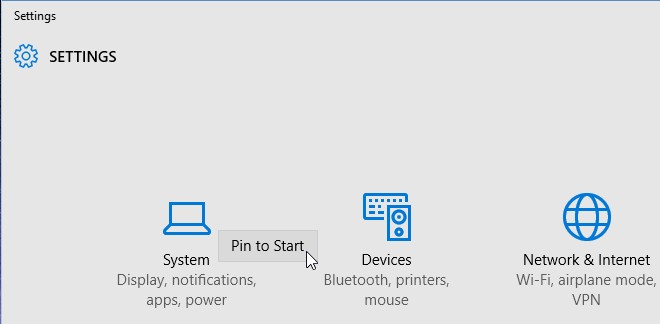 Settings
SETTINGS
Pin to Start
System
Display, notifications,
apps, power
Devices
Bluetooth, printers,
mouse
Network & Internet
Wi-Fi, airplane mode,
VPN